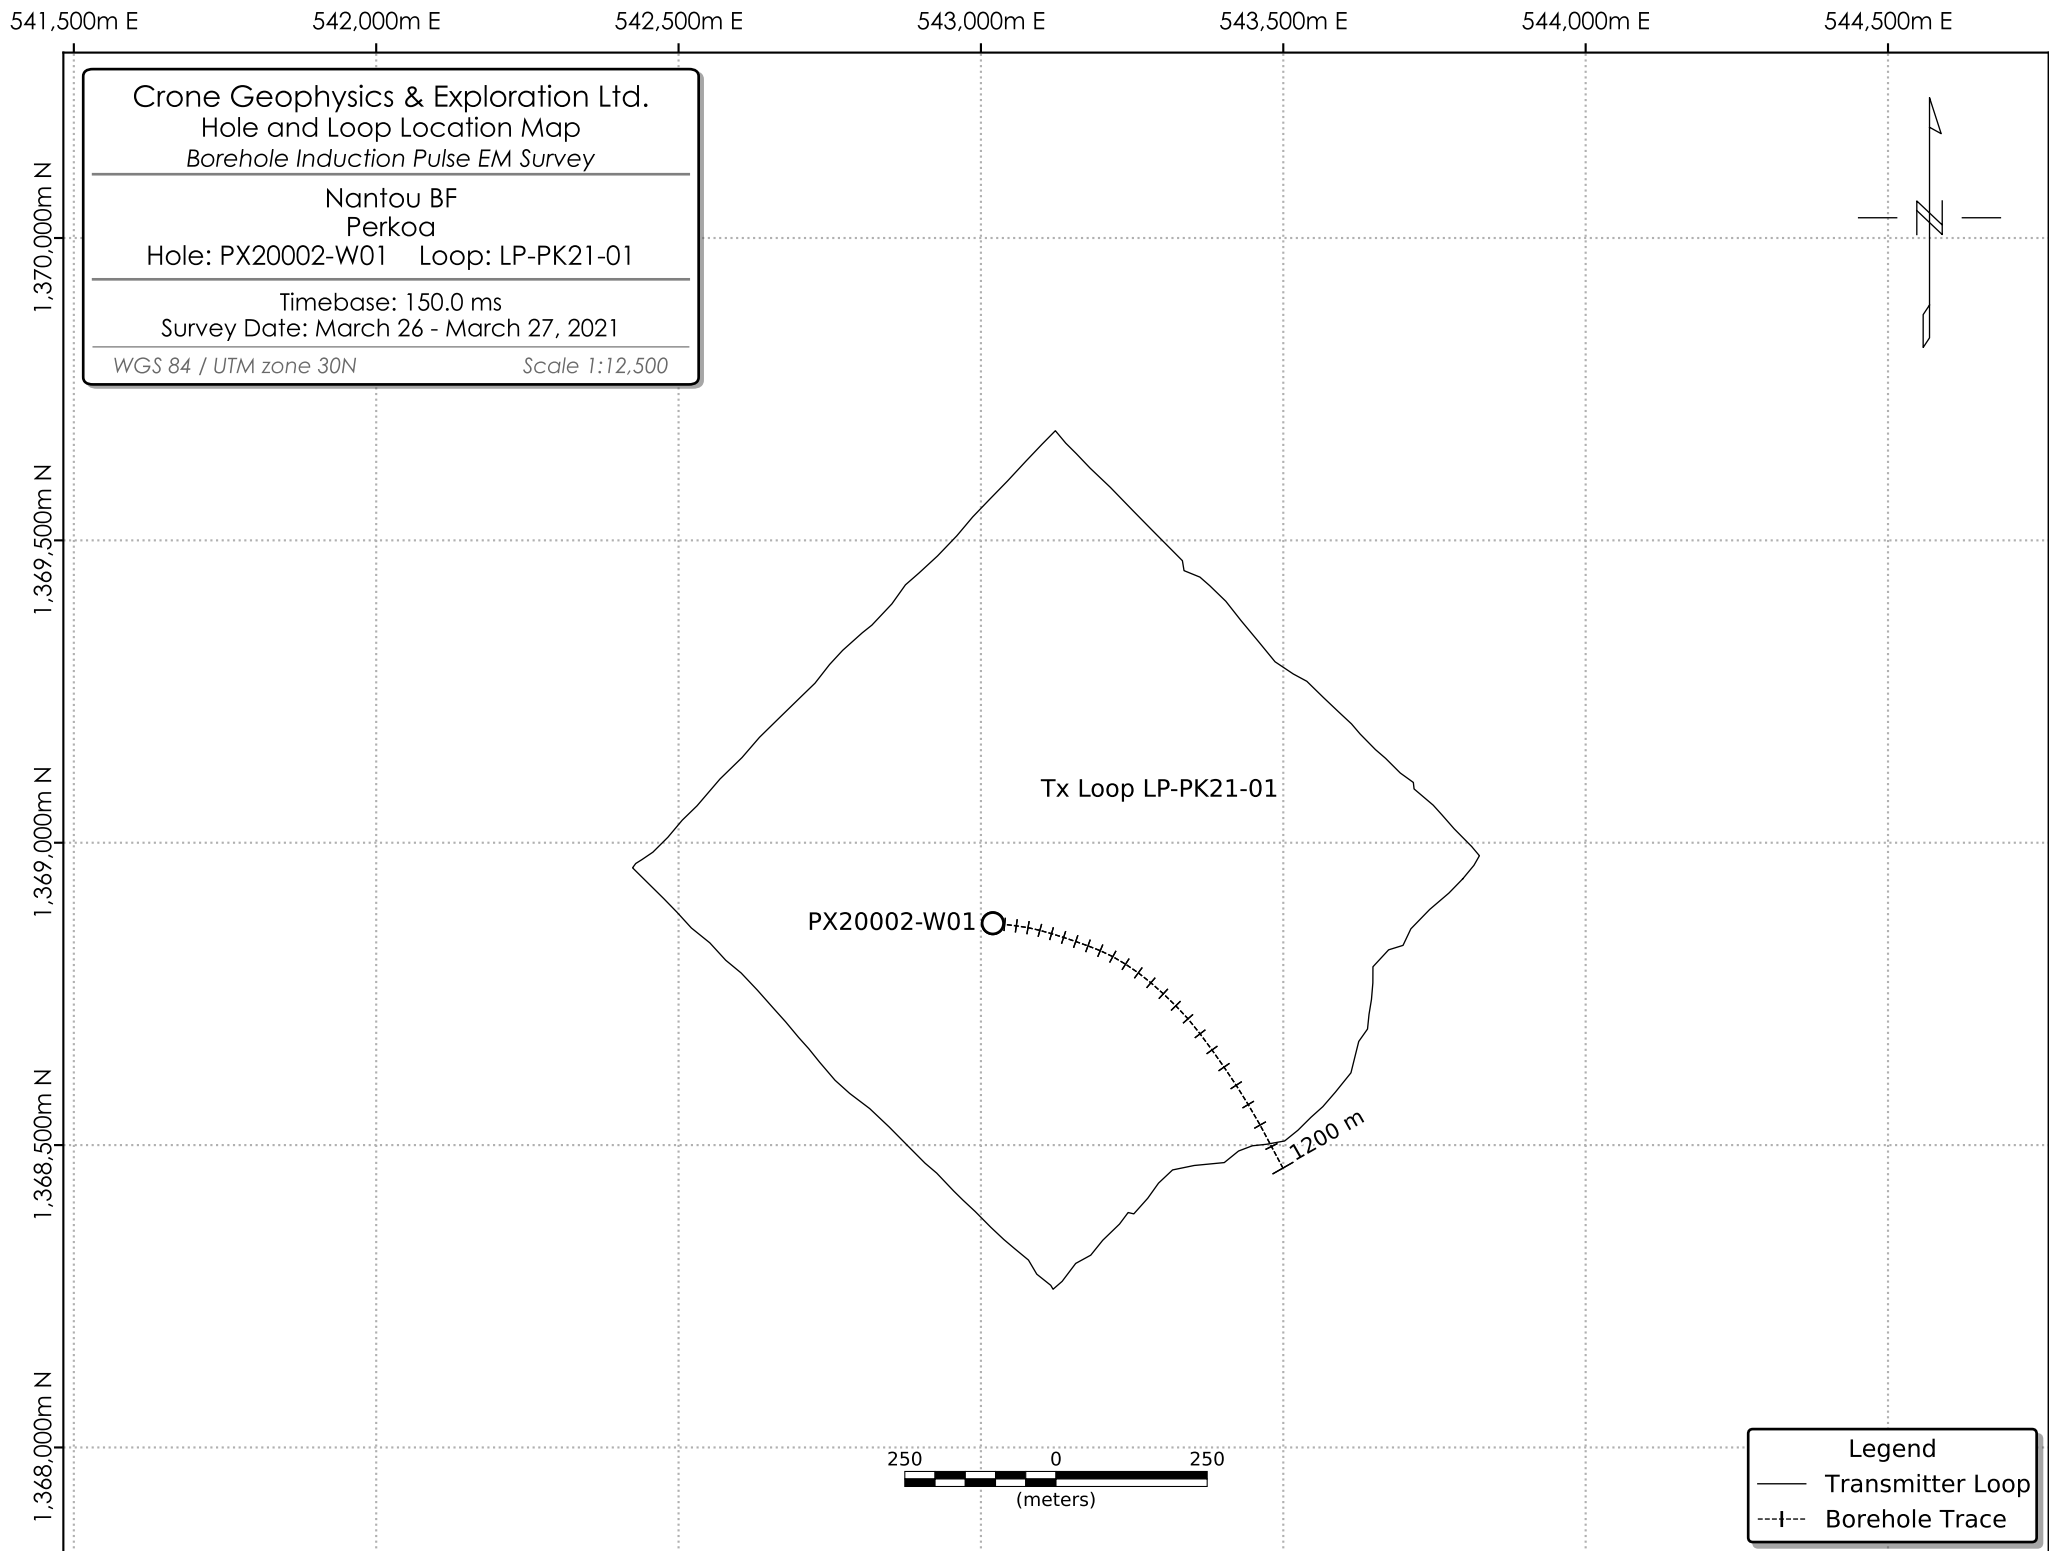 541,500m E 542,000m E 542,500m E 543,000m E 543,500m E 544,000m E 544,500m E
Crone Geophysics & Exploration Ltd.
Hole and Loop Location Map
Borehole Induction Pulse EM Survey
Nantou BF
Perkoa
Hole: PX20002-W01 Loop: LP-PK21-01
Timebase: 150.0 ms
Survey Date: March 26 - March 27, 2021
WGS 84 / UTM zone 30N Scale 1:12,500
N
1,370,000m N
1,369,500m N
1,369,000m N
1,368,500m N
1,368,000m N
Tx Loop LP-PK21-01
PX20002-W01
1200 m
250 0 250
(meters)
Legend
Transmitter Loop
Borehole Trace